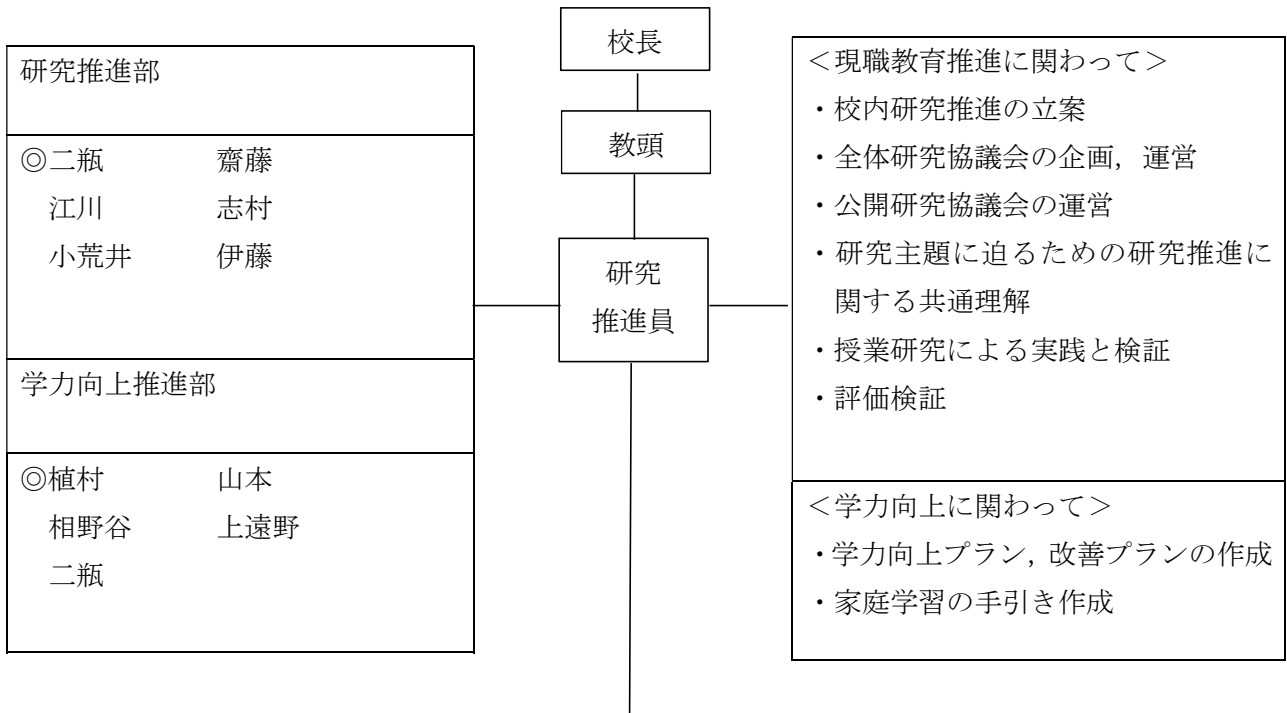 校長
教頭
研究
推進員
研究推進部
◎二瓶 齋藤
江川 志村
小荒井 伊藤
学力向上推進部
◎植村 山本
相野谷 上遠野
二瓶
＜現職教育推進に関わって＞
・校内研究推進の立案
・全体研究協議会の企画，運営
・公開研究協議会の運営
・研究主題に迫るための研究推進に
関する共通理解
・授業研究による実践と検証
・評価検証
＜学力向上に関わって＞
・学力向上プラン，改善プランの作成
・家庭学習の手引き作成